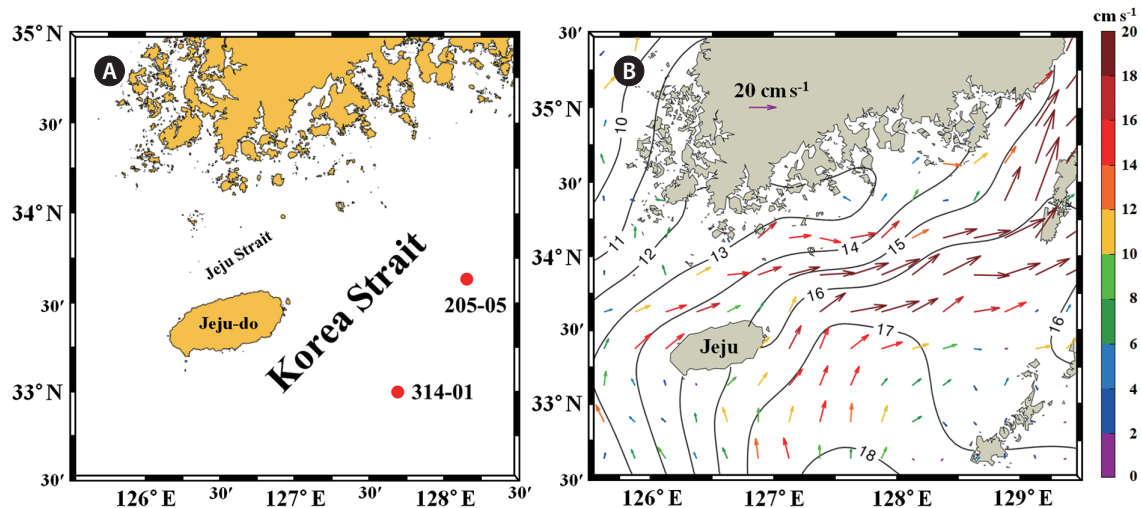 A
35° N
30′
34° N
30′
33° N
30′
126° E
30′
127° E
30′
128° E
30′
Jeju Strait
Korea Strait
Jeju-do
205-05
314-01
B
30′
35° N
30′
34° N
30′
33° N
30′
126° E
127° E
128° E
129° E
20 cm s-1
10
11
12
13
14
15
16
17
18
16
Jeju
cm s-1
20
18
16
14
12
10
8
6
4
2
0